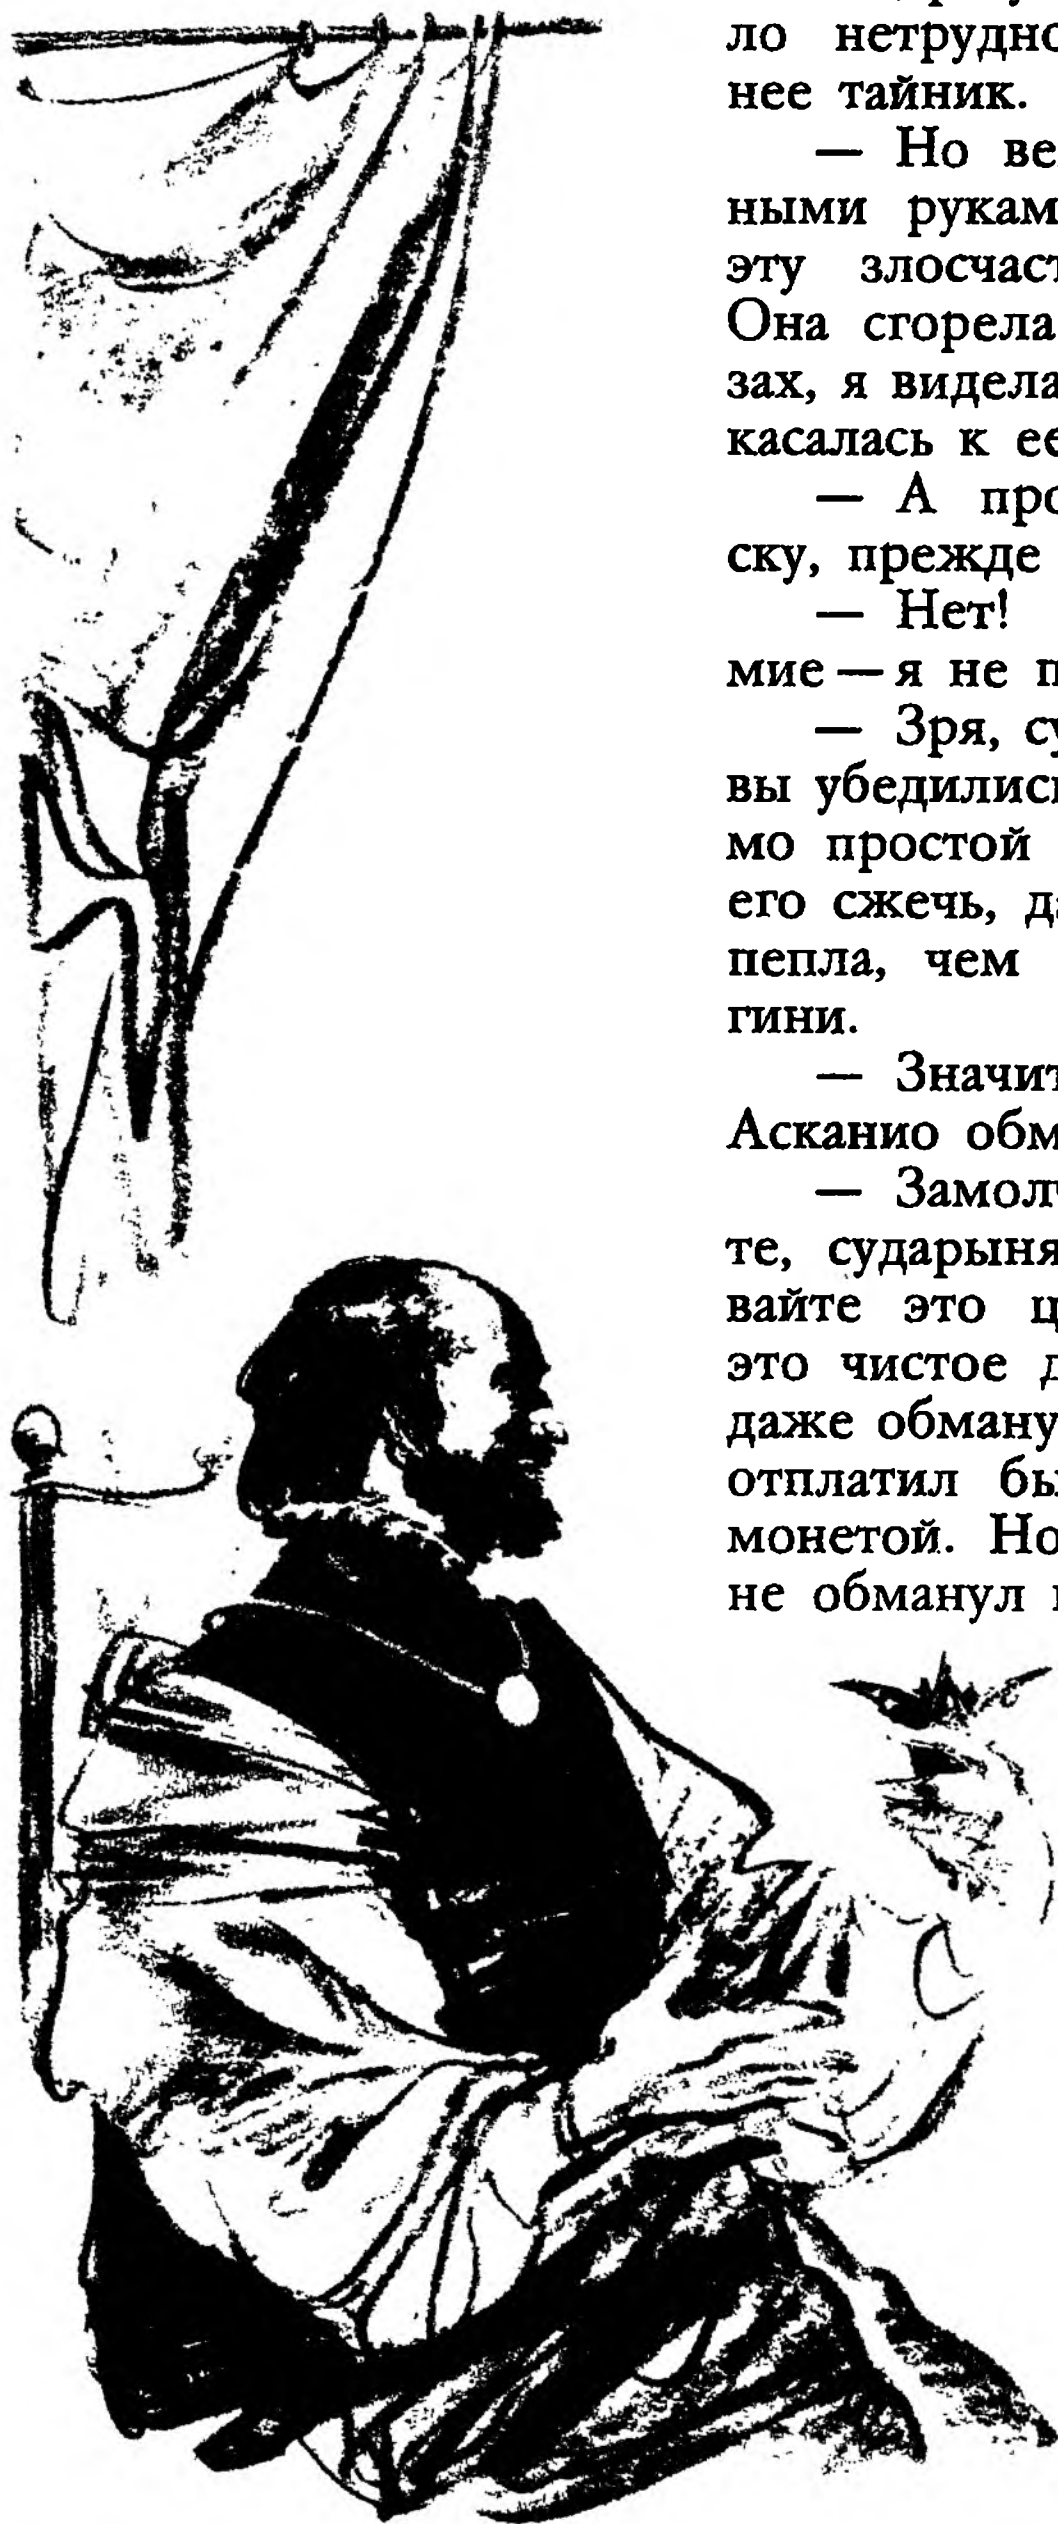 ло нетрудно
нее тайник.
— Но ве
ными рукам
эту злосчаст
Она сгорела
зах, я видела
касалась к ее
— А про
ску, прежде
— Нет!
мие — я не п
— Зря, су
вы убедились
мо простой
его сжечь, да
пепла, чем
гини.
— Значит
Асканио обм
— Замолч
те, сударыня
вайте это ц
это чистое д
даже обману
отплатил бы
монетой. Но
не обманул